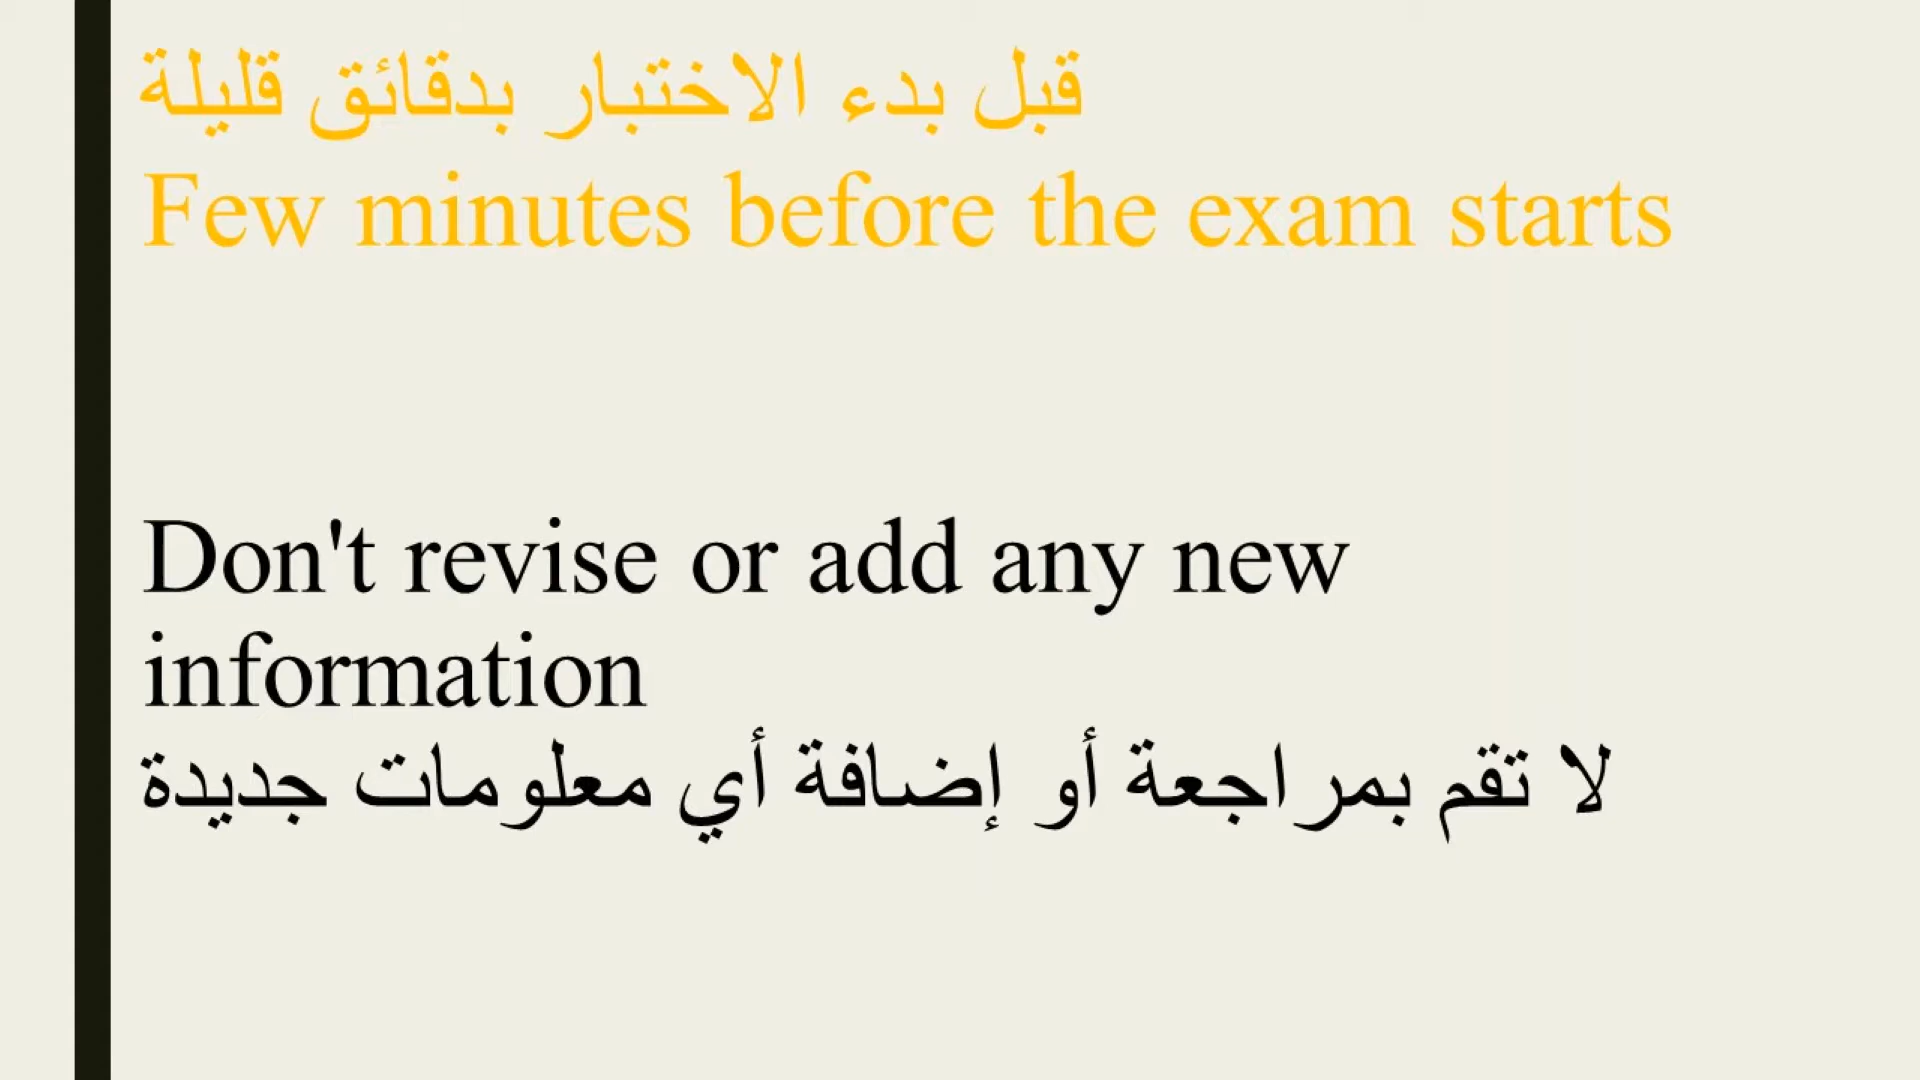 قبل بدء الاختبار بدقائق قليلة
Few minutes before the exam starts
Don't revise or add any new
information
لا تقم بمراجعة أو إضافة أي معلومات جديدة